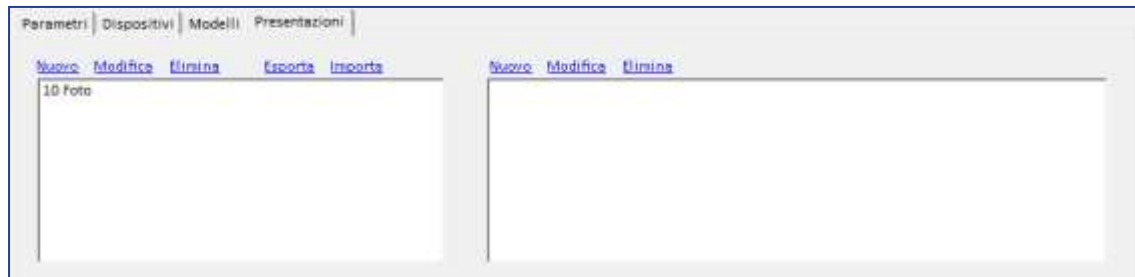 Parametri Dispositivi Modelli Presentazioni
Nuovo Modifica Elimina Esporta Importa Nuovo Modifica Elimina
10 Foto